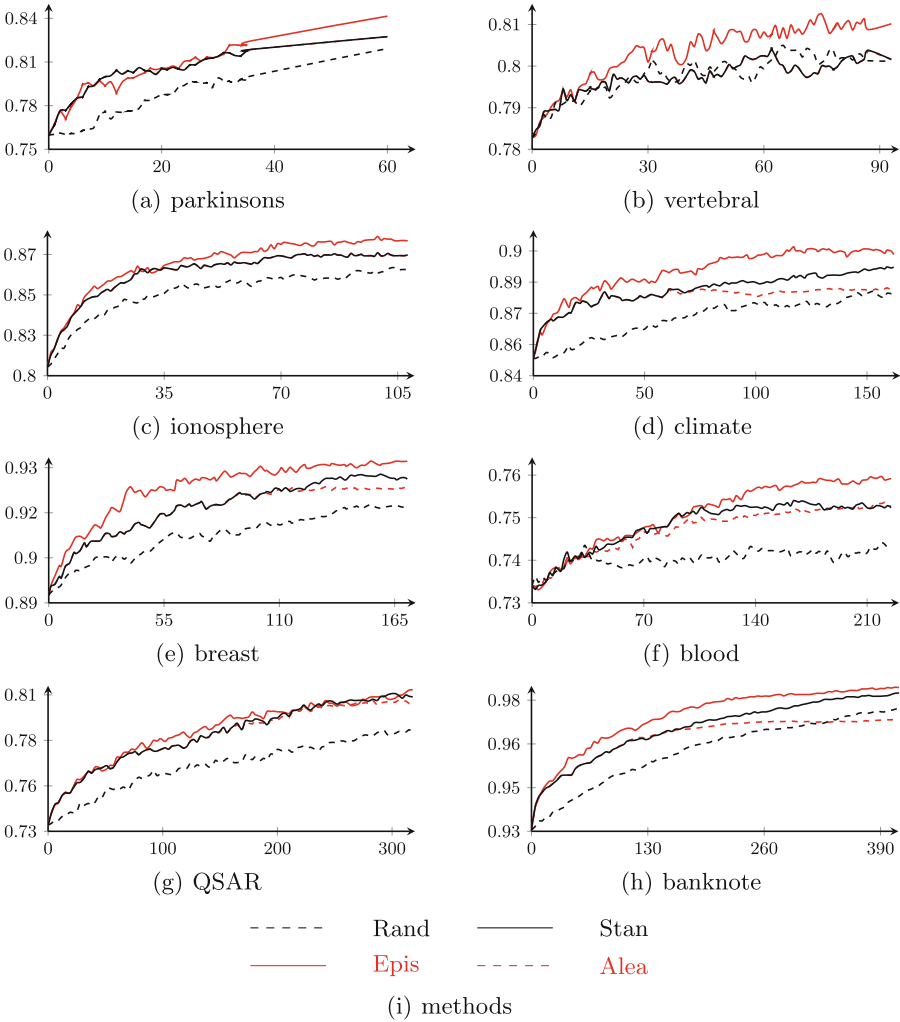 0.84
0.81
0.78
0.75
0 20 40 60
(a) parkinsons
0.81
0.8
0.79
0.78
0 30 60 90
(b) vertebral
0.87
0.85
0.83
0.8
0 35 70 105
(c) ionosphere
0.9
0.89
0.87
0.86
0.84
0 50 100 150
(d) climate
0.93
0.92
0.9
0.89
0 55 110 165
(e) breast
0.76
0.75
0.74
0.73
0 70 140 210
(f) blood
0.81
0.78
0.76
0.73
0 100 200 300
(g) QSAR
0.98
0.96
0.95
0.93
0 130 260 390
(h) banknote
Rand Stan
Epis Alea
(i) methods